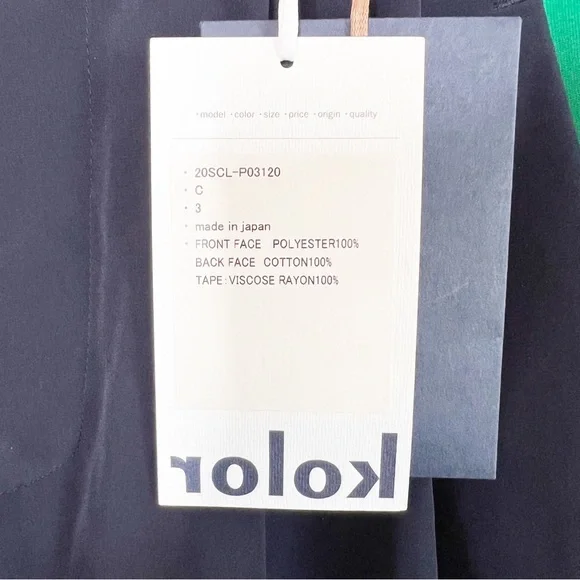 ·model ·color ·size ·price ·origin ·quality
· 20SCL-P03120
· C
· 3
· made in japan
· FRONT FACE POLYESTER100%
BACK FACE COTTON100%
TAPE:VISCOSE RAYON100%
kolor